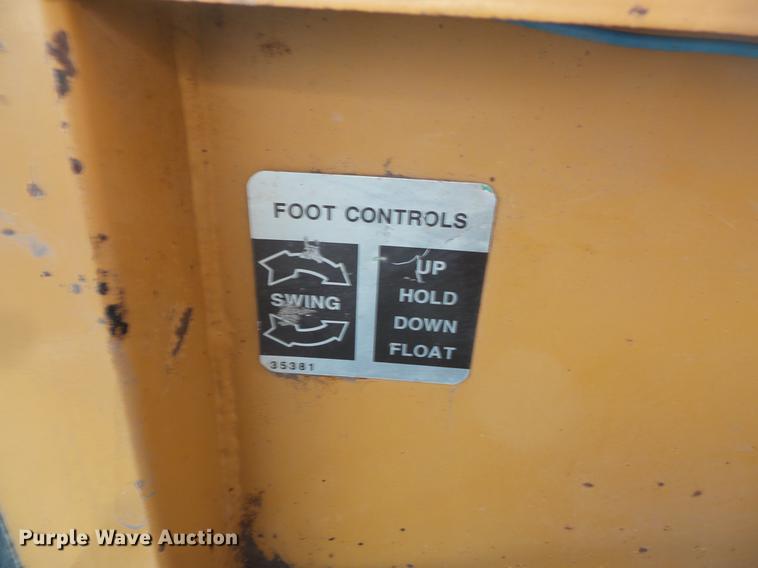 FOOT CONTROLS
SWING
UP
HOLD
DOWN
FLOAT
35381
Purple Wave Auction